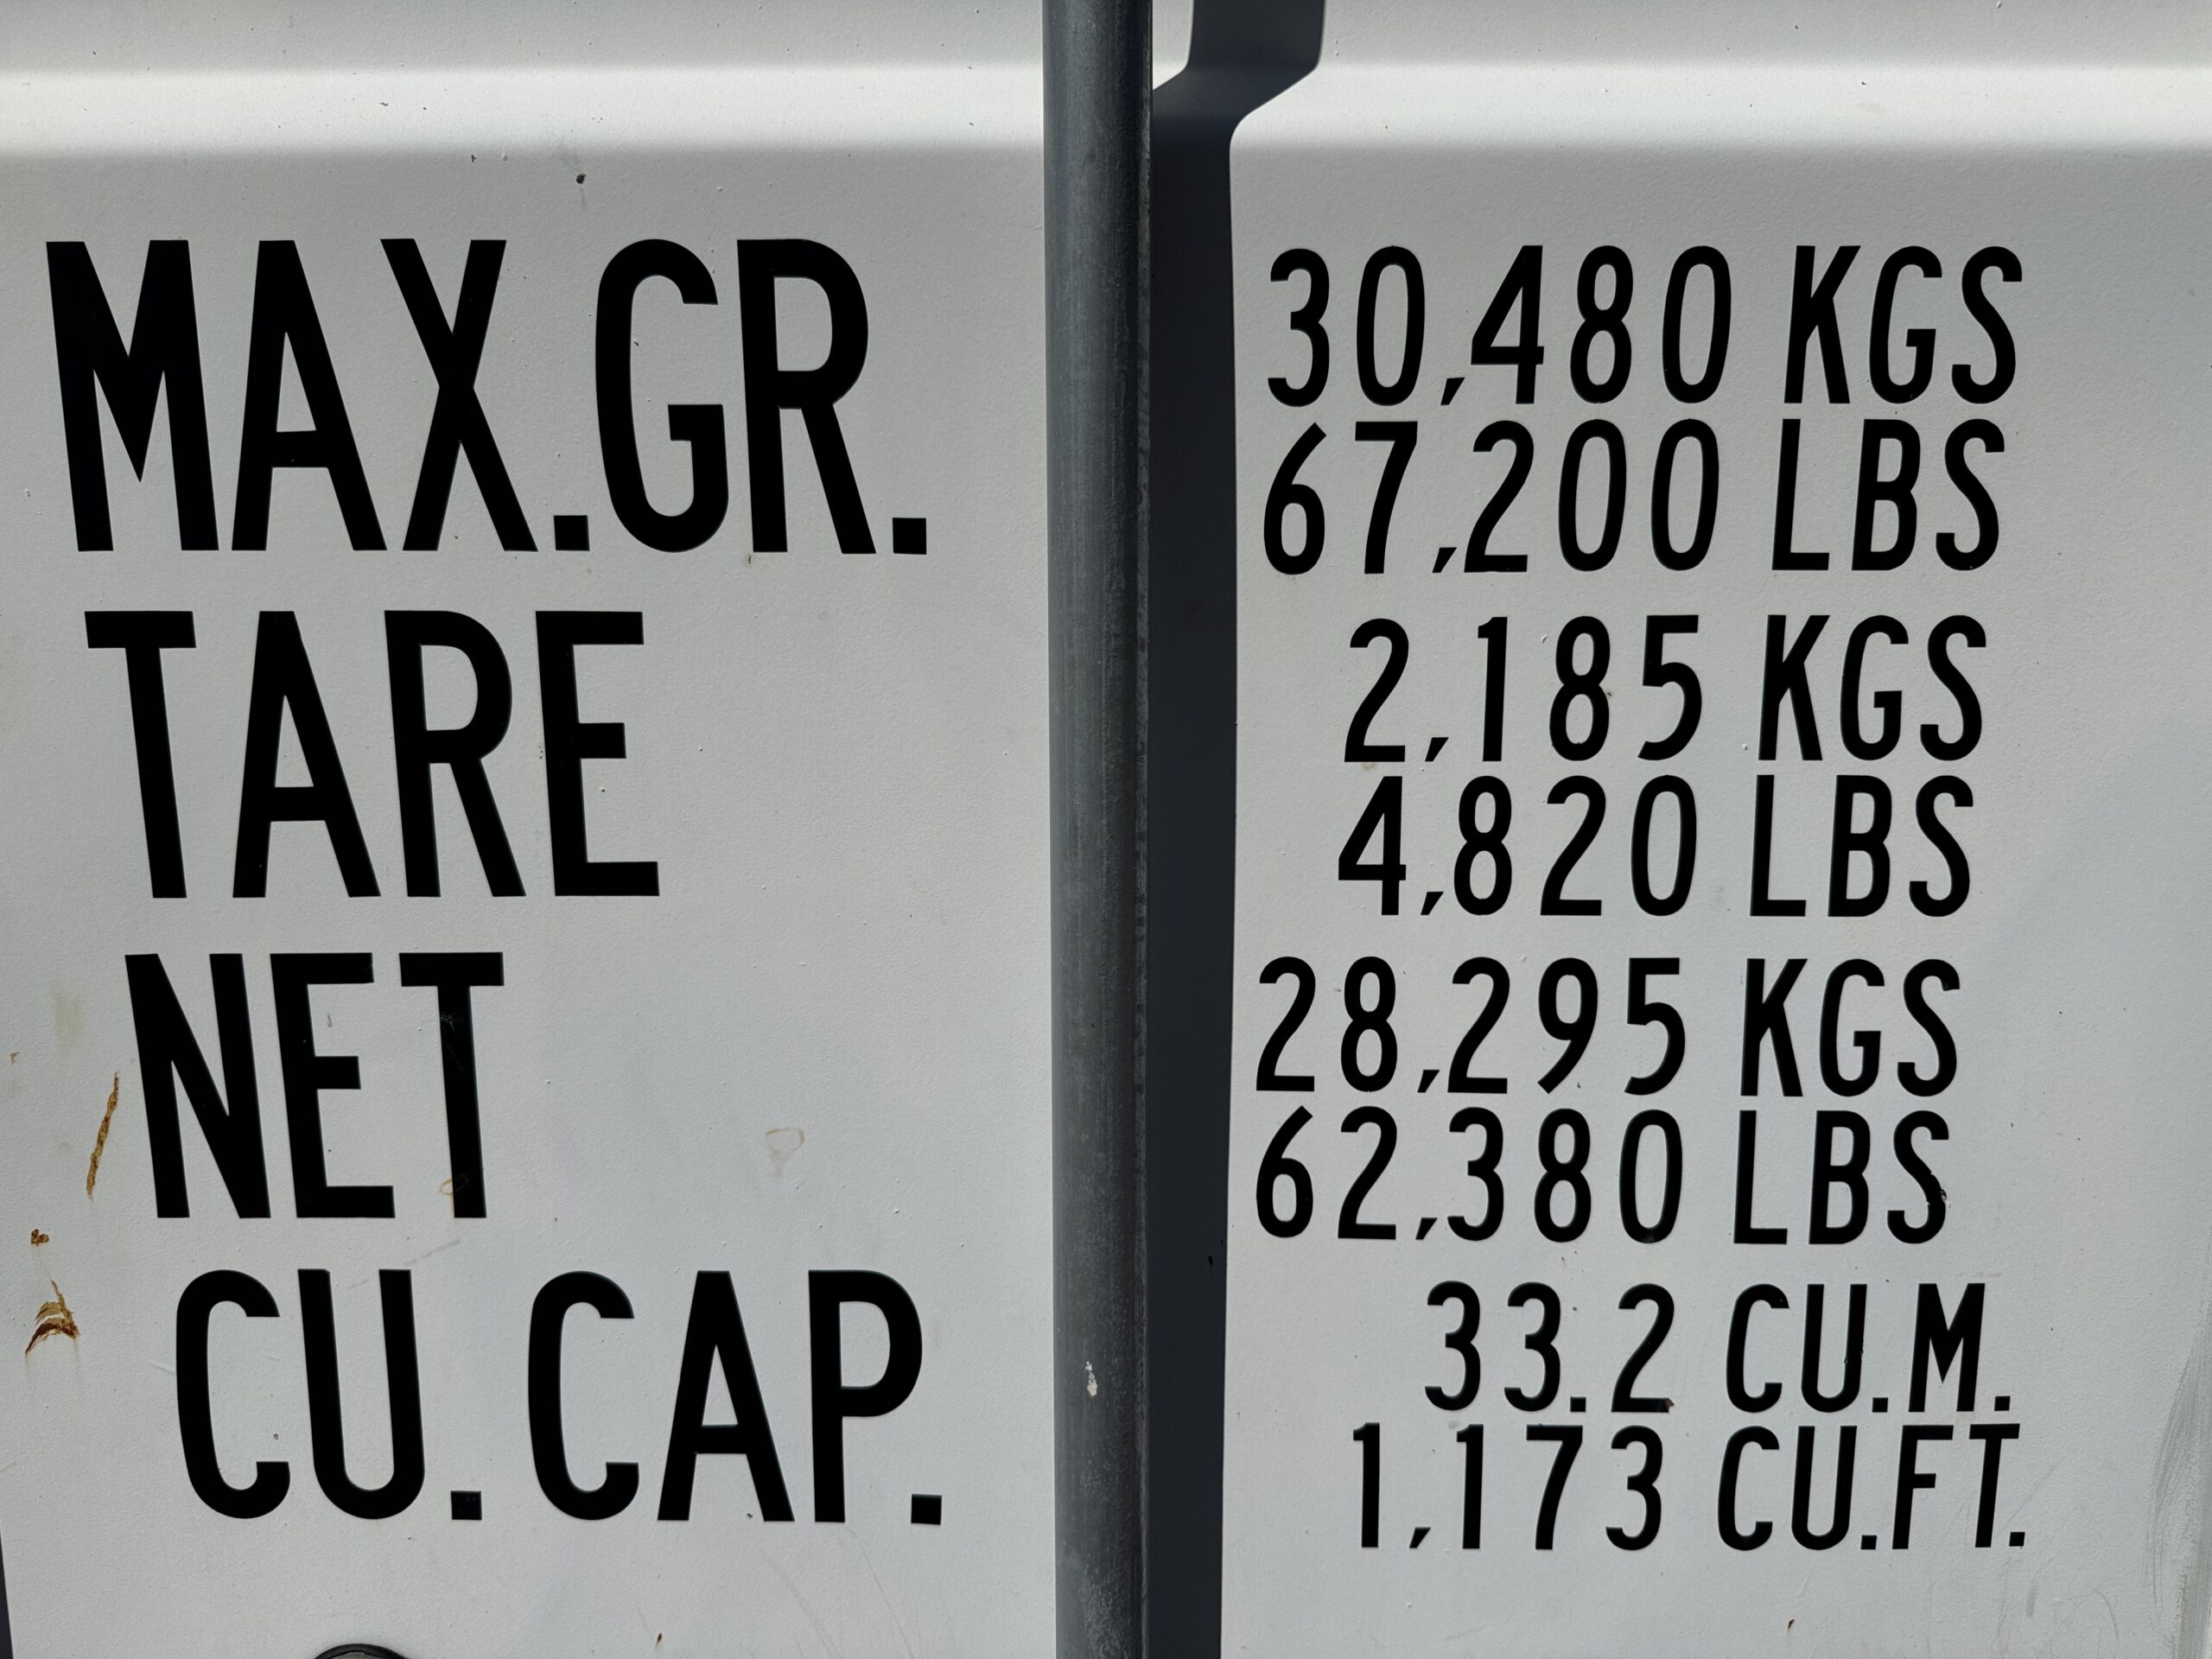 MAX.GR. 30,480 KGS
67,200 LBS
TARE 2,185 KGS
4,820 LBS
NET 28,295 KGS
62,380 LBS
CU.CAP. 33.2 CU.M.
1,173 CU.FT.